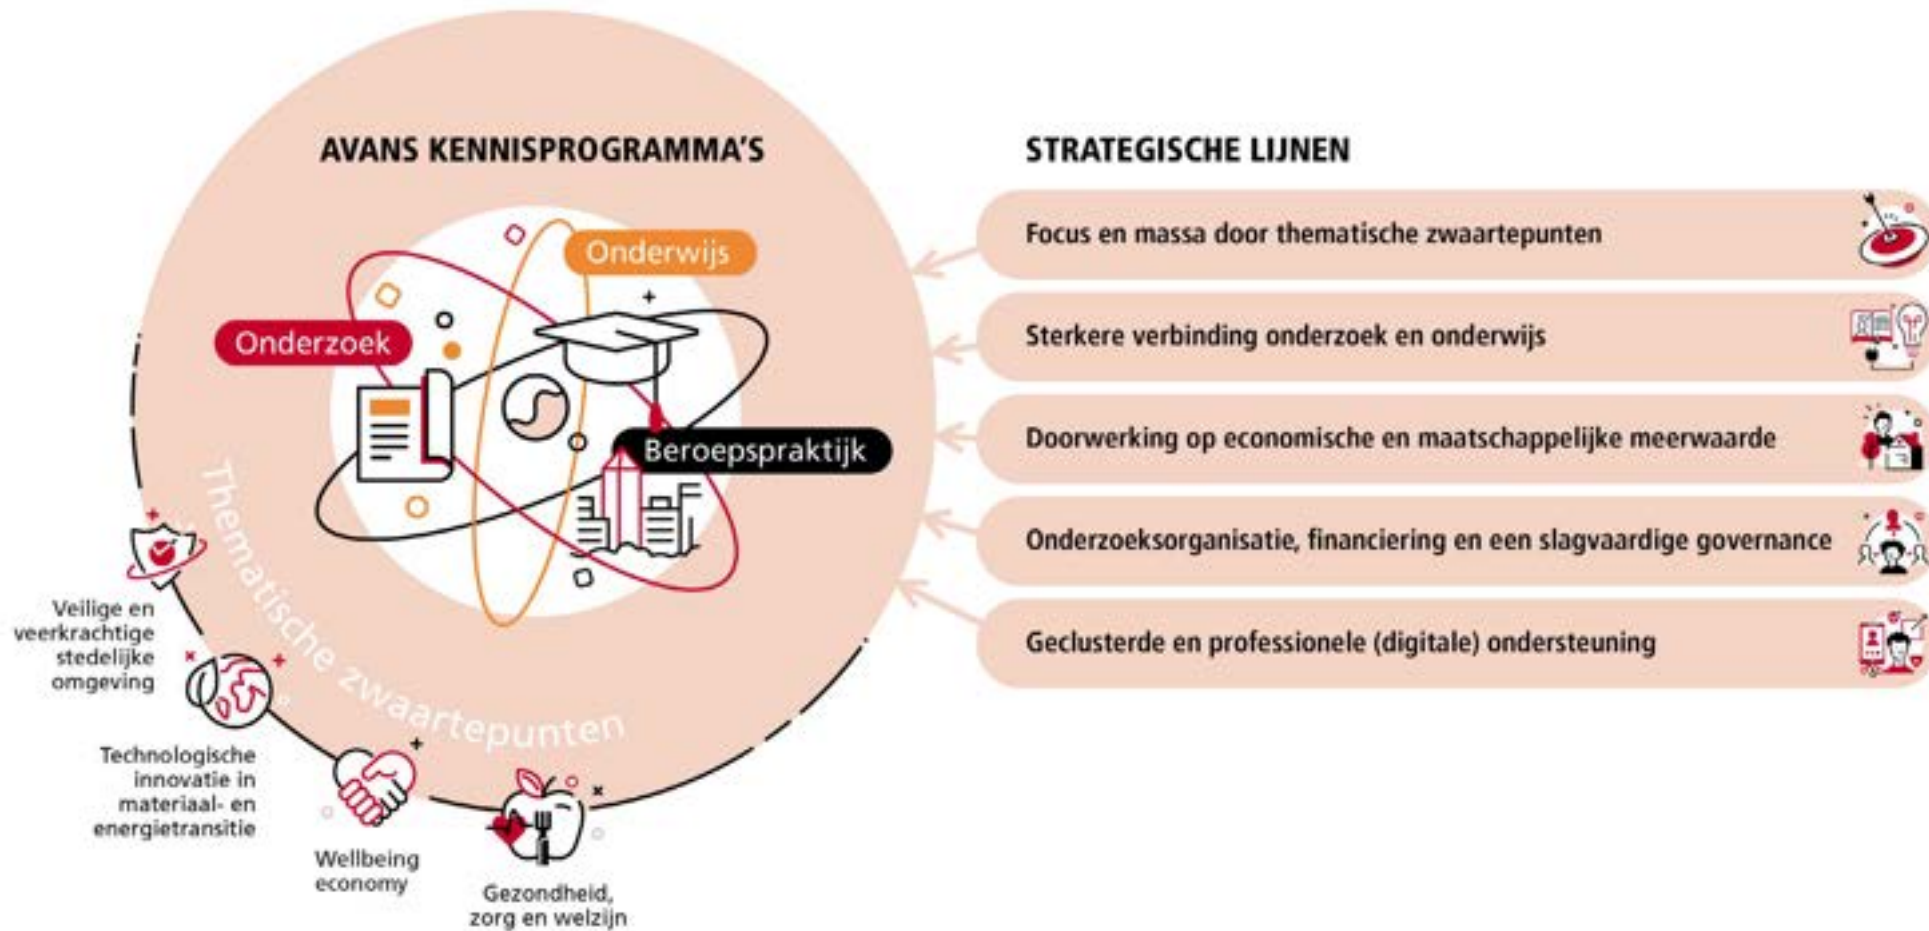 AVANS KENNISPROGRAMMA'S
Onderwijs
Onderzoek
Beroepspraktijk
Thematische zwaartepunten
Veilige en
veerkrachtige
stedelijke
omgeving
Technologische
innovatie in
materiaal- en
energietransitie
Wellbeing
economy
Gezondheid,
zorg en welzijn
STRATEGISCHE LIJNEN
Focus en massa door thematische zwaartepunten
Sterkere verbinding onderzoek en onderwijs
Doorwerking op economische en maatschappelijke meerwaarde
Onderzoeksorganisatie, financiering en een slagvaardige governance
Geclusterde en professionele (digitale) ondersteuning